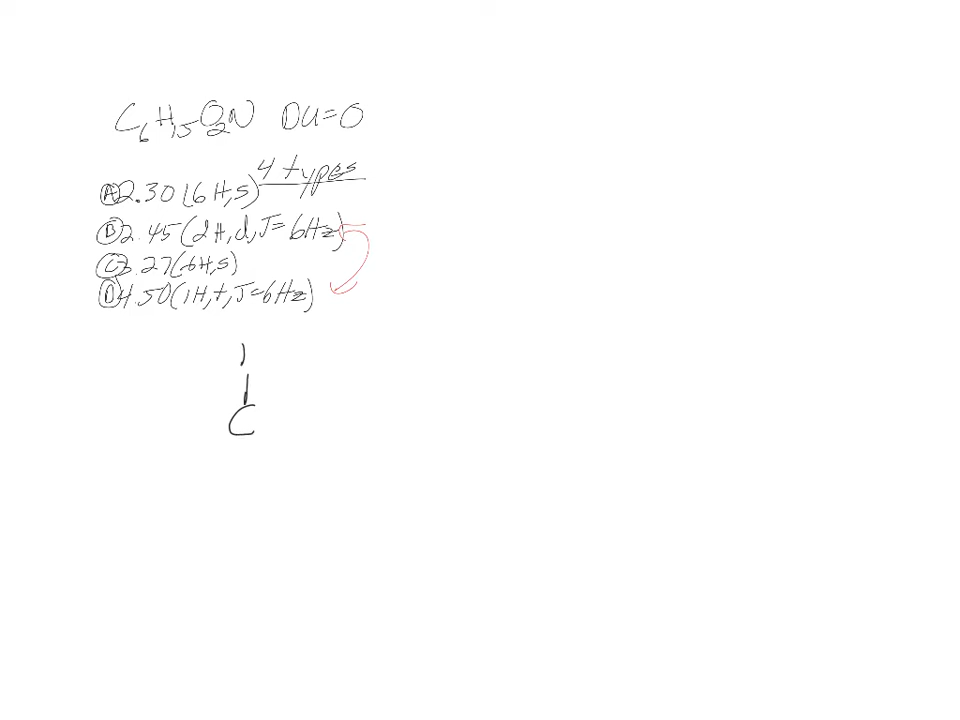 C6H15O2N DU=0
4 types
A 2.30 (6H,s)
B 2.45 (2H,d,J=6Hz)
C 3.27 (6H,s)
D 4.50 (1H,t,J=6Hz)
C